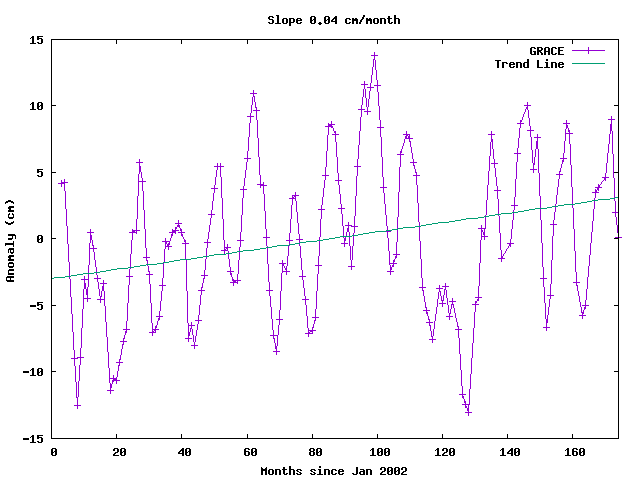 Slope 0.04 cm/month
15
10
5
0
-5
-10
-15
Anomaly (cm)
GRACE
Trend Line
0 20 40 60 80 100 120 140 160
Months since Jan 2002